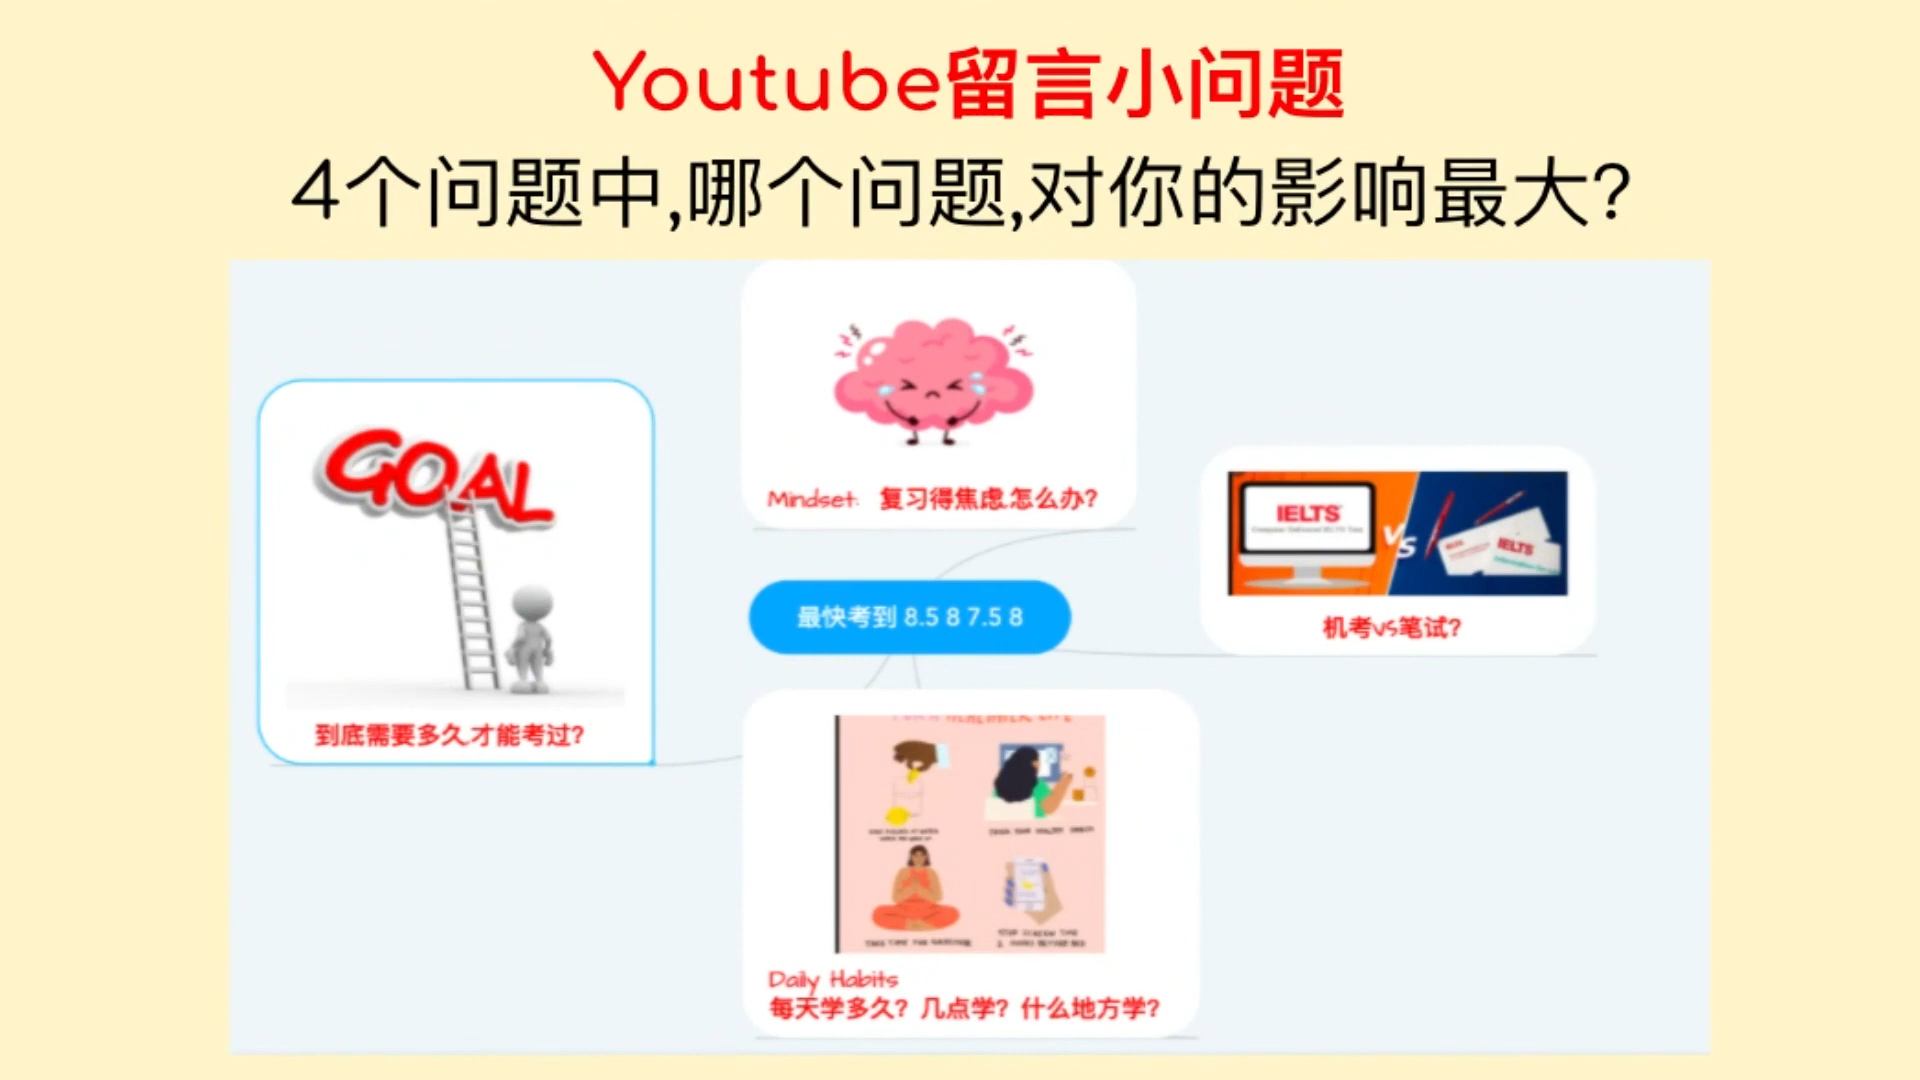 Youtube留言小问题
4个问题中,哪个问题,对你的影响最大?
Mindset: 复习得焦虑,怎么办?
GOAL
到底需要多久,才能考过?
IELTS
VS
IELTS
机考vs笔试?
最快考到 8.5 8 7.5 8
Daily Habits
每天学多久? 几点学? 什么地方学?